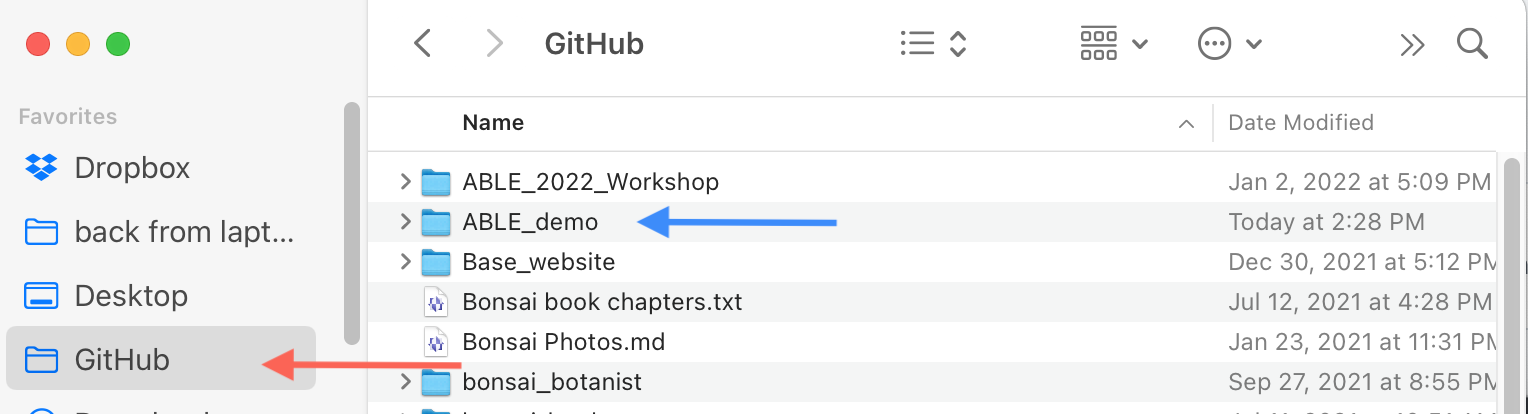 GitHub
Favorites
Dropbox
back from lapt...
Desktop
GitHub
Name Date Modified
ABLE_2022_Workshop Jan 2, 2022 at 5:09 PM
ABLE_demo Today at 2:28 PM
Base_website Dec 30, 2021 at 5:12 PM
Bonsai book chapters.txt Jul 12, 2021 at 4:28 PM
Bonsai Photos.md Jan 23, 2021 at 11:31 PM
bonsai_botanist Sep 27, 2021 at 8:55 PM